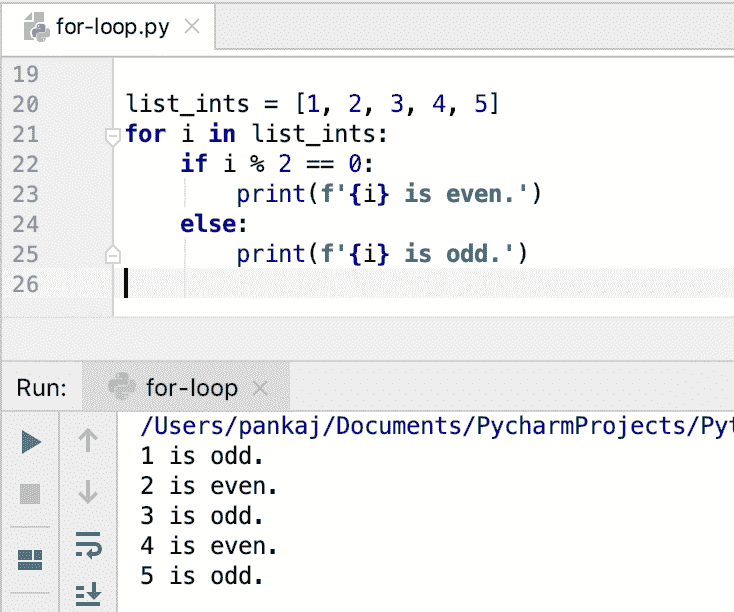 for-loop.py
19
20 list_ints = [1, 2, 3, 4, 5]
21 for i in list_ints:
22     if i % 2 == 0:
23         print(f'{i} is even.')
24     else:
25         print(f'{i} is odd.')
26
Run: for-loop
/Users/pankaj/Documents/PycharmProjects/Pyt
1 is odd.
2 is even.
3 is odd.
4 is even.
5 is odd.